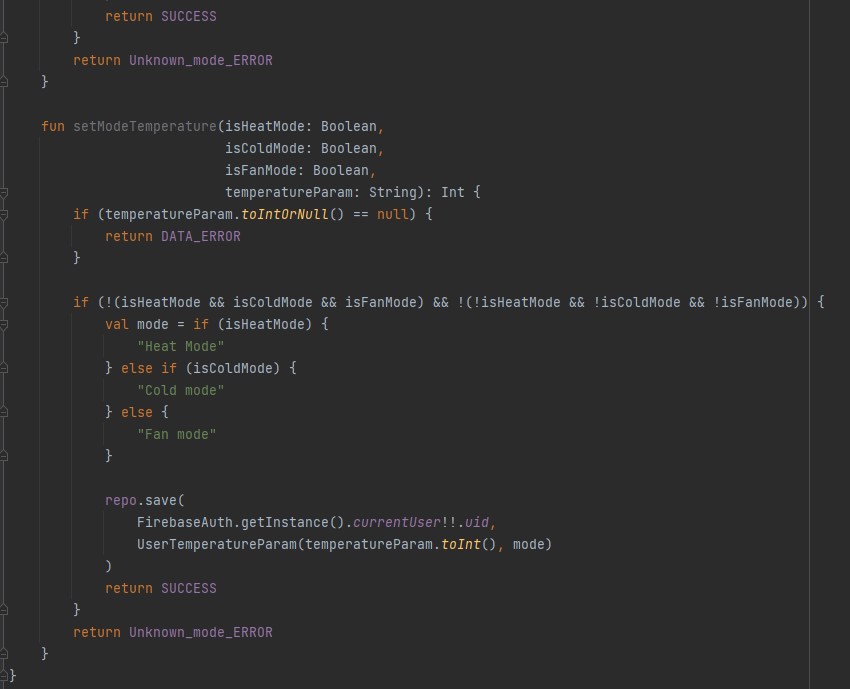 return SUCCESS
    }
    return Unknown_mode_ERROR
}
fun setModeTemperature(isHeatMode: Boolean,
                       isColdMode: Boolean,
                       isFanMode: Boolean,
                       temperatureParam: String): Int {
    if (temperatureParam.toIntOrNull() == null) {
        return DATA_ERROR
    }
    if (!(isHeatMode && isColdMode && isFanMode) && !(!isHeatMode && !isColdMode && !isFanMode)) {
        val mode = if (isHeatMode) {
            "Heat Mode"
        } else if (isColdMode) {
            "Cold mode"
        } else {
            "Fan mode"
        }
        repo.save(
            FirebaseAuth.getInstance().currentUser!!.uid,
            UserTemperatureParam(temperatureParam.toInt(), mode)
        )
        return SUCCESS
    }
    return Unknown_mode_ERROR
}
}